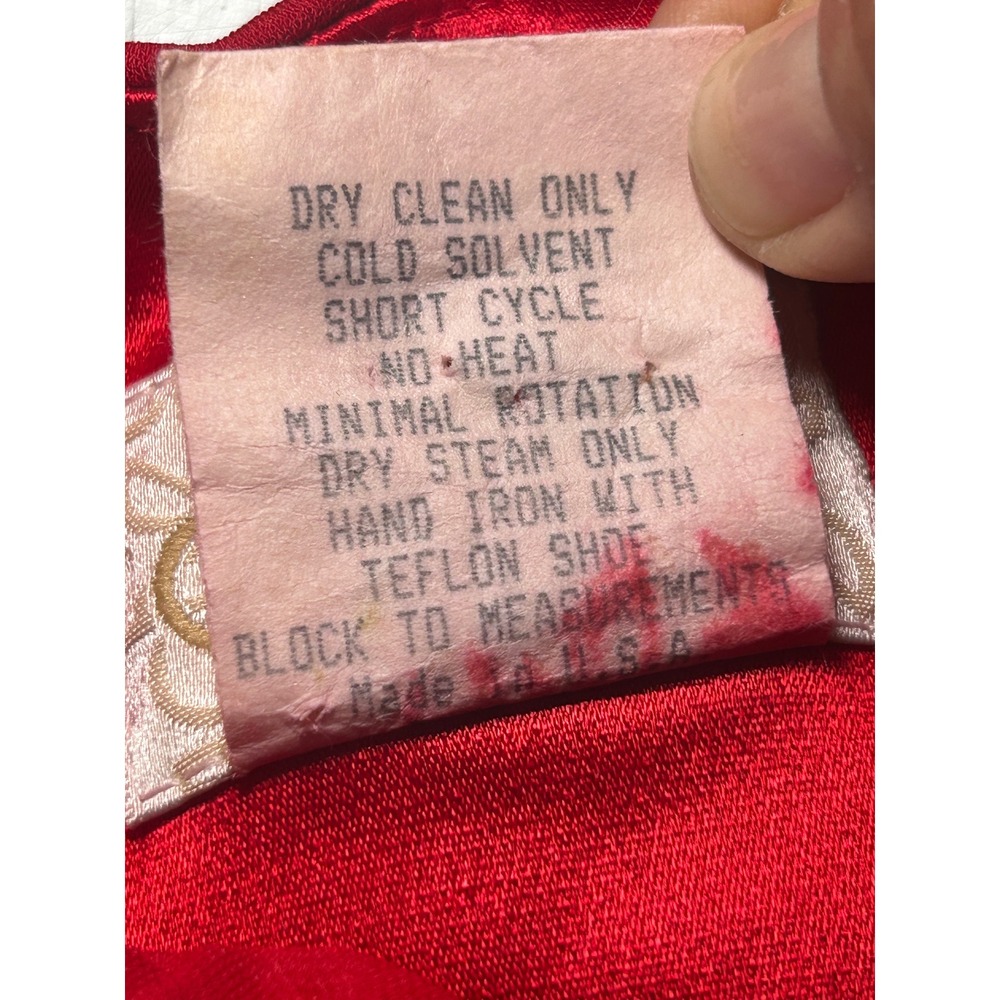 DRY CLEAN ONLY
COLD SOLVENT
SHORT CYCLE
NO HEAT
MINIMAL ROTATION
DRY STEAM ONLY
HAND IRON WITH
TEFLON SHOE
BLOCK TO MEASUREMENTS
Made in U.S.A